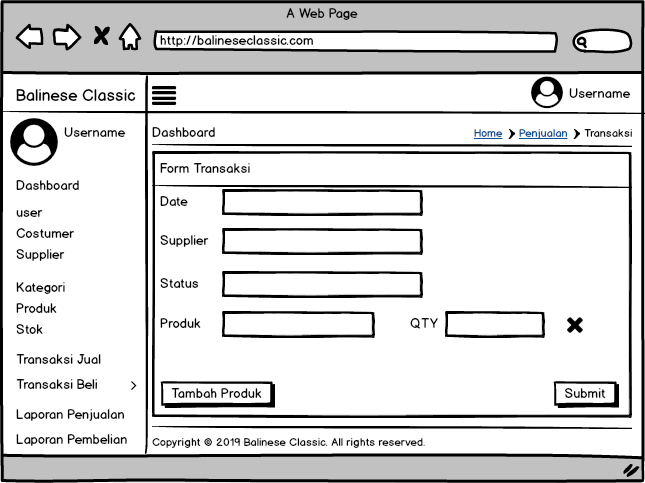 A Web Page
http://balineseclassic.com
Balinese Classic
Username
Username
Dashboard
user
Costumer
Supplier
Kategori
Produk
Stok
Transaksi Jual
Transaksi Beli
Laporan Penjualan
Laporan Pembelian
Dashboard
Home Penjualan Transaksi
Form Transaksi
Date
Supplier
Status
Produk QTY
Tambah Produk Submit
Copyright © 2019 Balinese Classic. All rights reserved.